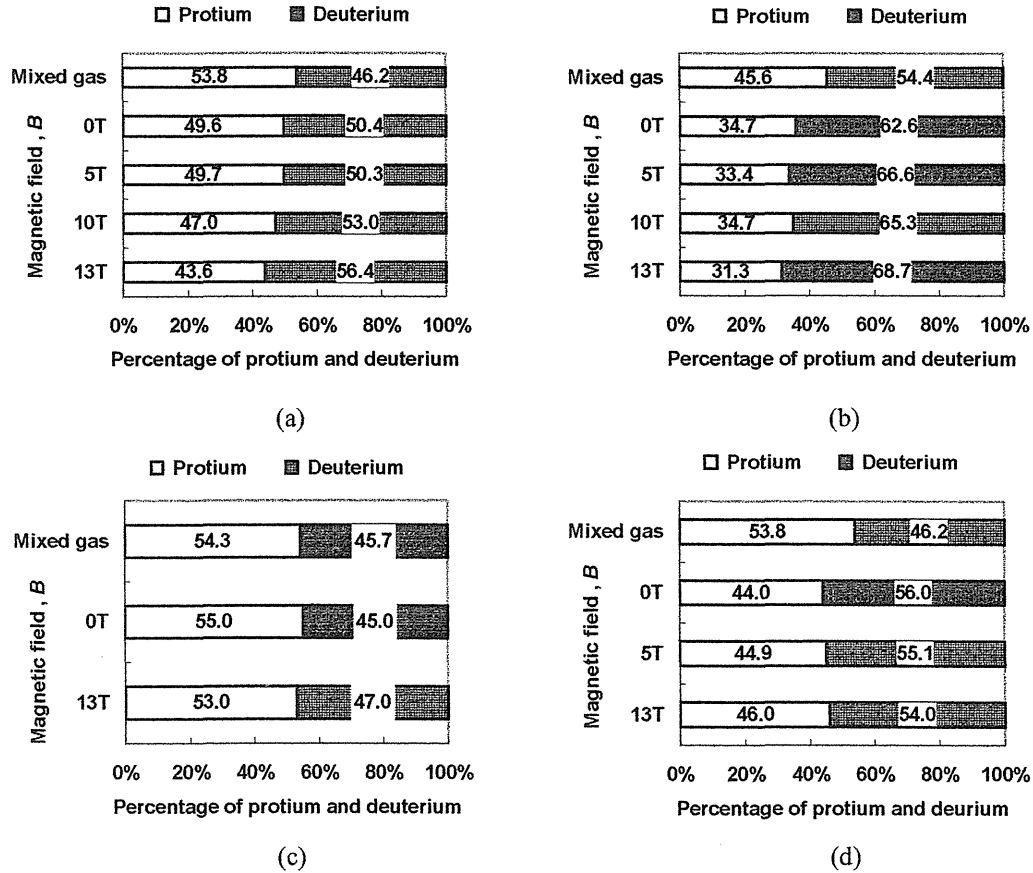 Protium Deuterium
Mixed gas 53.8 46.2
0T 49.6 50.4
5T 49.7 50.3
10T 47.0 53.0
13T 43.6 56.4
Magnetic field , B
0% 20% 40% 60% 80% 100%
Percentage of protium and deuterium
(a)
Protium Deuterium
Mixed gas 45.6 54.4
0T 34.7 62.6
5T 33.4 66.6
10T 34.7 65.3
13T 31.3 68.7
Magnetic field , B
0% 20% 40% 60% 80% 100%
Percentage of protium and deuterium
(b)
Protium Deuterium
Mixed gas 54.3 45.7
0T 55.0 45.0
13T 53.0 47.0
Magnetic field , B
0% 20% 40% 60% 80% 100%
Percentage of protium and deuterium
(c)
Protium Deuterium
Mixed gas 53.8 46.2
0T 44.0 56.0
5T 44.9 55.1
13T 46.0 54.0
Magnetic field , B
0% 20% 40% 60% 80% 100%
Percentage of protium and deurium
(d)